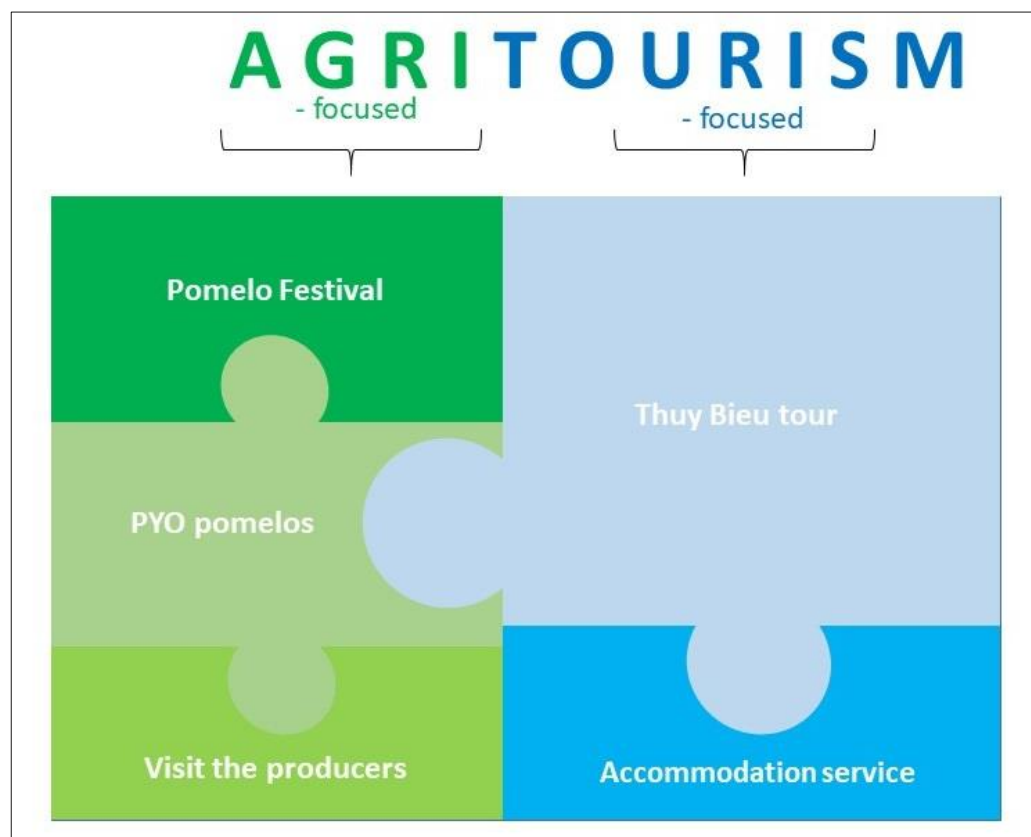 AGRITOURISM
- focused
- focused
Pomelo Festival
Thuy Bieu tour
PYO pomelos
Visit the producers
Accommodation service